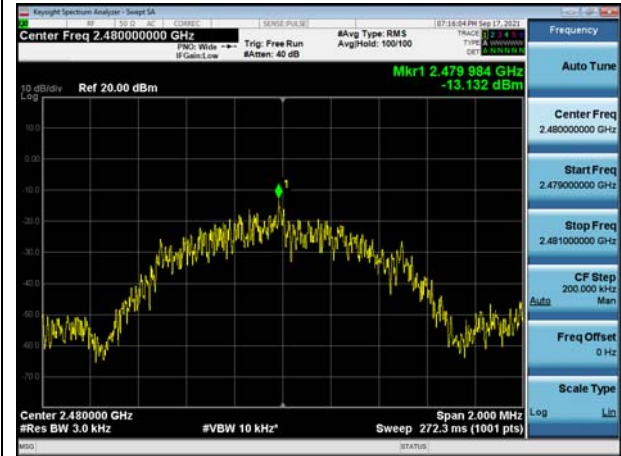 Keysight Spectrum Analyzer - Swept SA
RF 50 Ω AC CORREC SENSE:PULSE 07:16:04 PM Sep 17, 2021
Center Freq 2.480000000 GHz
#Avg Type: RMS
TRACE 1 2 3 4 5 6
PNO: Wide Trig: Free Run Avg|Hold: 100/100
TYPE A WWWWW
IFGain:Low #Atten: 40 dB
DET A N N N N N
Mkr1 2.479 984 GHz
-13.132 dBm
10 dB/div Ref 20.00 dBm
Log
10.0
0.00
1
-10.0
-20.0
-30.0
-40.0
-50.0
-60.0
-70.0
Center 2.480000 GHz Span 2.000 MHz
#Res BW 3.0 kHz #VBW 10 kHz* Sweep 272.3 ms (1001 pts)
MSG STATUS
Frequency
Auto Tune
Center Freq
2.480000000 GHz
Start Freq
2.479000000 GHz
Stop Freq
2.481000000 GHz
CF Step
200.000 kHz
Auto Man
Freq Offset
0 Hz
Scale Type
Log Lin